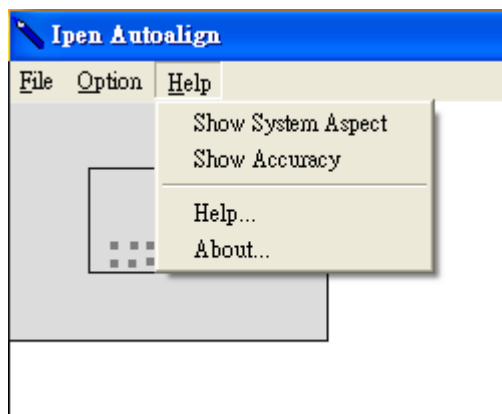 Ipen Autoalign
File Option Help
Show System Aspect
Show Accuracy
Help...
About...